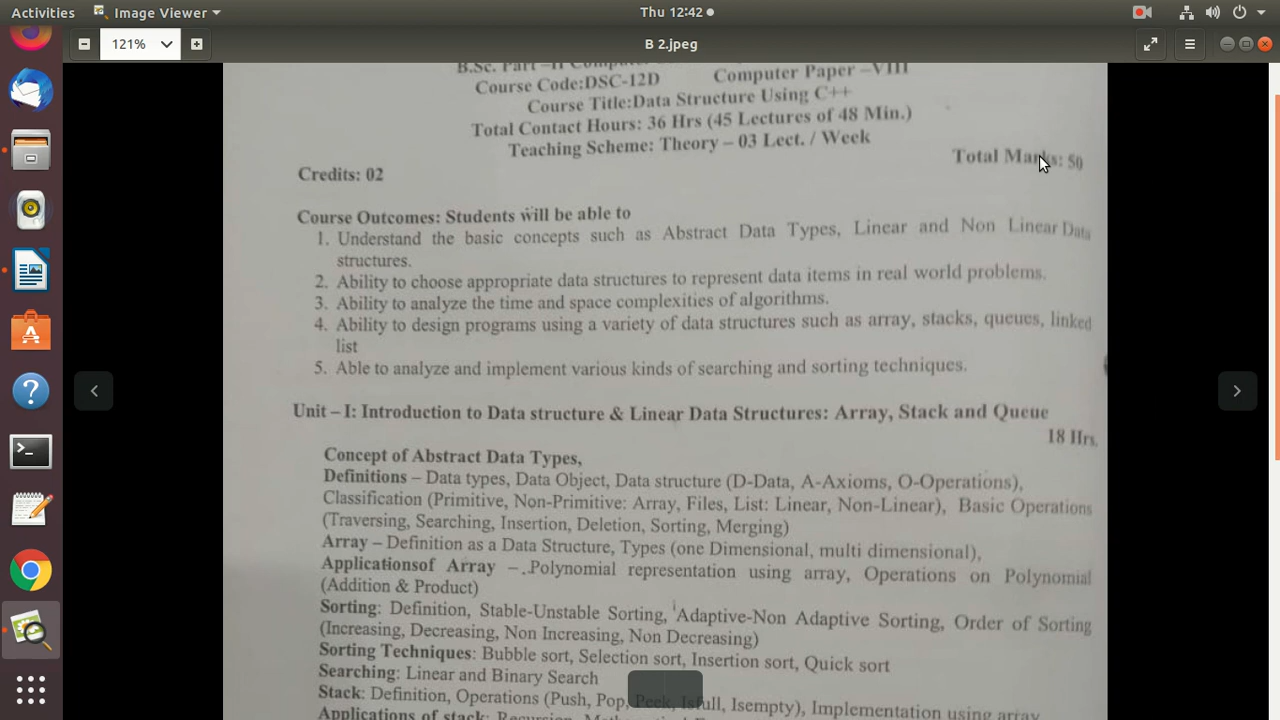 Activities
Image Viewer
Thu 12:42
121%
B 2.jpeg
B.Sc. Part –II Computer
Course Code:DSC-12D Computer Paper –VIII
Course Title:Data Structure Using C++
Total Contact Hours: 36 Hrs (45 Lectures of 48 Min.)
Teaching Scheme: Theory – 03 Lect. / Week
Total Marks: 50
Credits: 02
Course Outcomes: Students will be able to
1. Understand the basic concepts such as Abstract Data Types, Linear and Non Linear Data
structures.
2. Ability to choose appropriate data structures to represent data items in real world problems.
3. Ability to analyze the time and space complexities of algorithms.
4. Ability to design programs using a variety of data structures such as array, stacks, queues, linked
list
5. Able to analyze and implement various kinds of searching and sorting techniques.
Unit – I: Introduction to Data structure & Linear Data Structures: Array, Stack and Queue
18 Hrs.
Concept of Abstract Data Types,
Definitions – Data types, Data Object, Data structure (D-Data, A-Axioms, O-Operations),
Classification (Primitive, Non-Primitive: Array, Files, List: Linear, Non-Linear), Basic Operations
(Traversing, Searching, Insertion, Deletion, Sorting, Merging)
Array – Definition as a Data Structure, Types (one Dimensional, multi dimensional),
Applicationsof Array – .Polynomial representation using array, Operations on Polynomial
(Addition & Product)
Sorting: Definition, Stable-Unstable Sorting, Adaptive-Non Adaptive Sorting, Order of Sorting
(Increasing, Decreasing, Non Increasing, Non Decreasing)
Sorting Techniques: Bubble sort, Selection sort, Insertion sort, Quick sort
Searching: Linear and Binary Search
Stack: Definition, Operations (Push, Pop, Peek, Isfull, Isempty), Implementation using array
Applications of stack: Recursion,